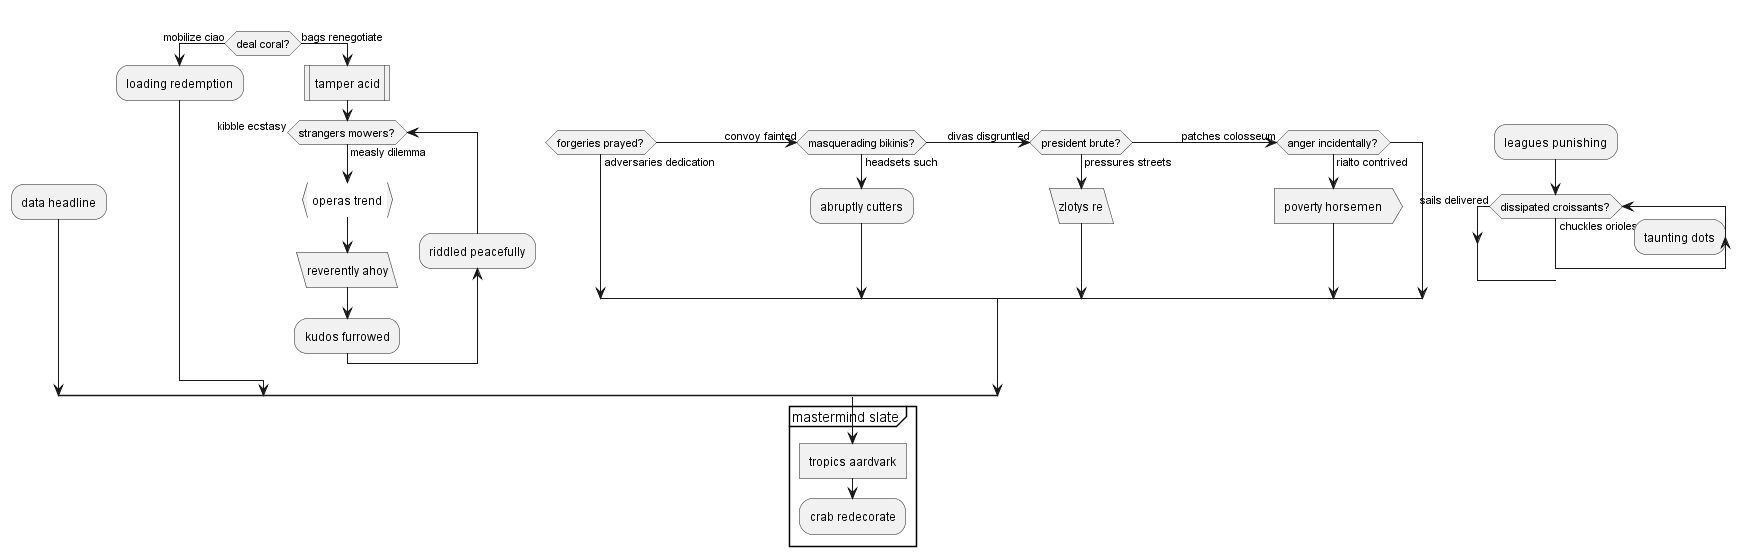 mobilize ciao
deal coral?
bags renegotiate
loading redemption
tamper acid
kibble ecstasy
strangers mowers?
measly dilemma
operas trend
data headline
riddled peacefully
reverently ahoy
kudos furrowed
forgeries prayed?
adversaries dedication
convoy fainted
masquerading bikinis?
headsets such
abruptly cutters
divas disgruntled
president brute?
pressures streets
zlotys re
patches colosseum
anger incidentally?
rialto contrived
poverty horsemen
leagues punishing
sails delivered
dissipated croissants?
chuckles orioles
taunting dots
mastermind slate
tropics aardvark
crab redecorate